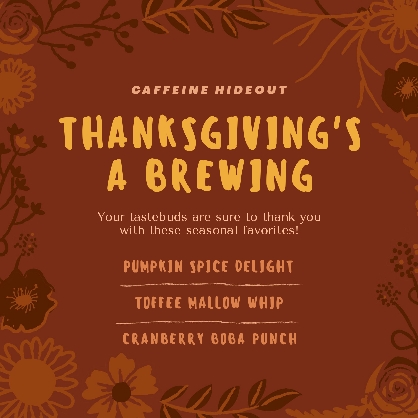 CAFFEINE HIDEOUT
THANKSGIVING'S
A BREWING
Your tastebuds are sure to thank you
with these seasonal favorites!
PUMPKIN SPICE DELIGHT
TOFFEE MALLOW WHIP
CRANBERRY BOBA PUNCH